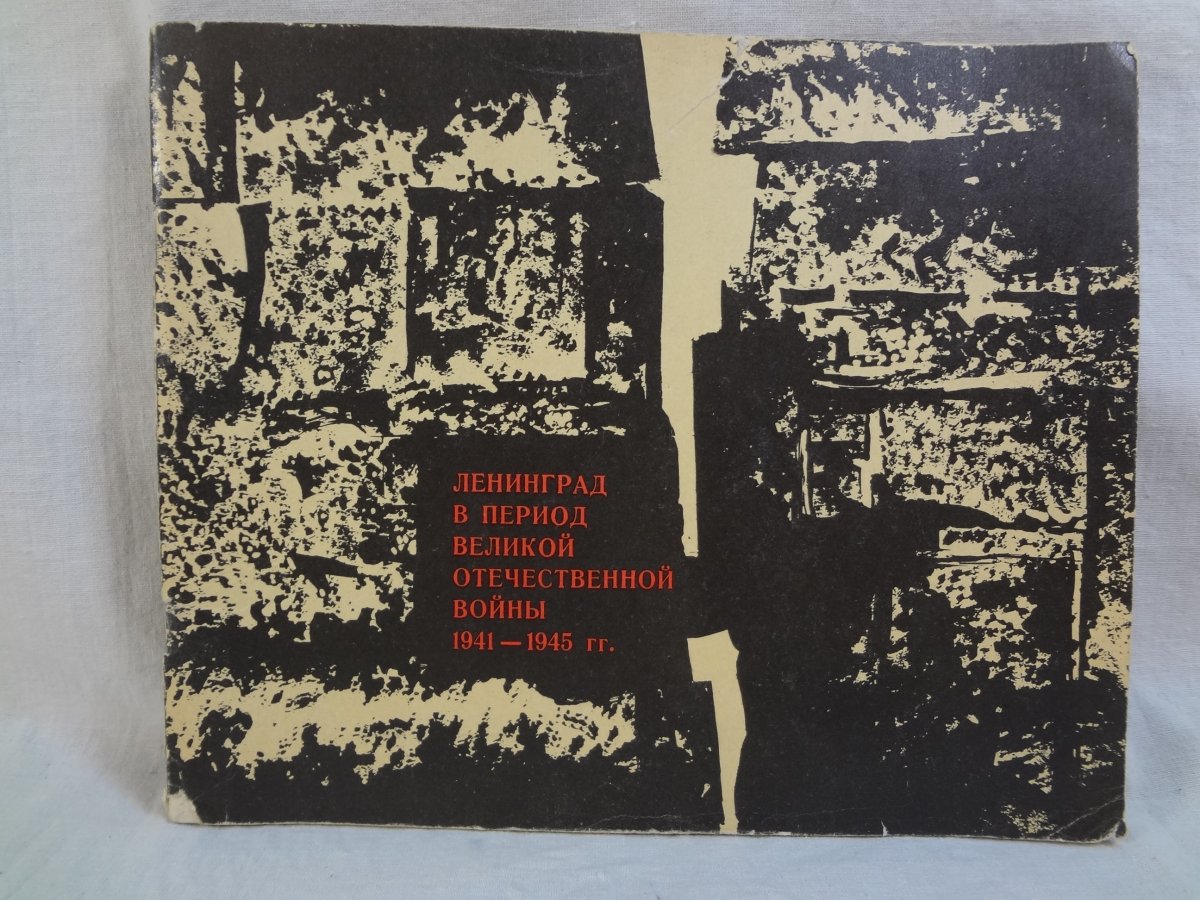 ЛЕНИНГРАД
В ПЕРИОД
ВЕЛИКОЙ
ОТЕЧЕСТВЕННОЙ
ВОЙНЫ
1941—1945 гг.